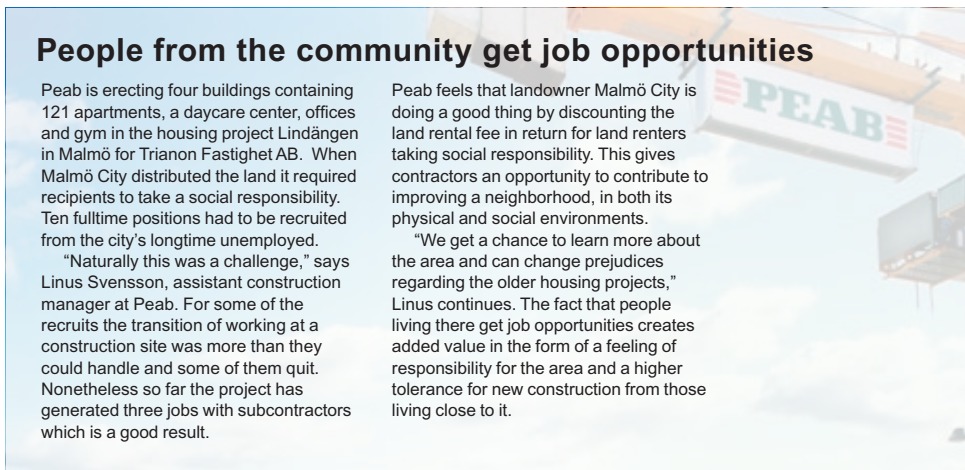 People from the community get job opportunities
Peab is erecting four buildings containing
121 apartments, a daycare center, offices
and gym in the housing project Lindängen
in Malmö for Trianon Fastighet AB.  When
Malmö City distributed the land it required
recipients to take a social responsibility.
Ten fulltime positions had to be recruited
from the city's longtime unemployed.
“Naturally this was a challenge,” says
Linus Svensson, assistant construction
manager at Peab. For some of the
recruits the transition of working at a
construction site was more than they
could handle and some of them quit.
Nonetheless so far the project has
generated three jobs with subcontractors
which is a good result.
Peab feels that landowner Malmö City is
doing a good thing by discounting the
land rental fee in return for land renters
taking social responsibility. This gives
contractors an opportunity to contribute to
improving a neighborhood, in both its
physical and social environments.
“We get a chance to learn more about
the area and can change prejudices
regarding the older housing projects,”
Linus continues. The fact that people
living there get job opportunities creates
added value in the form of a feeling of
responsibility for the area and a higher
tolerance for new construction from those
living close to it.
PEAB